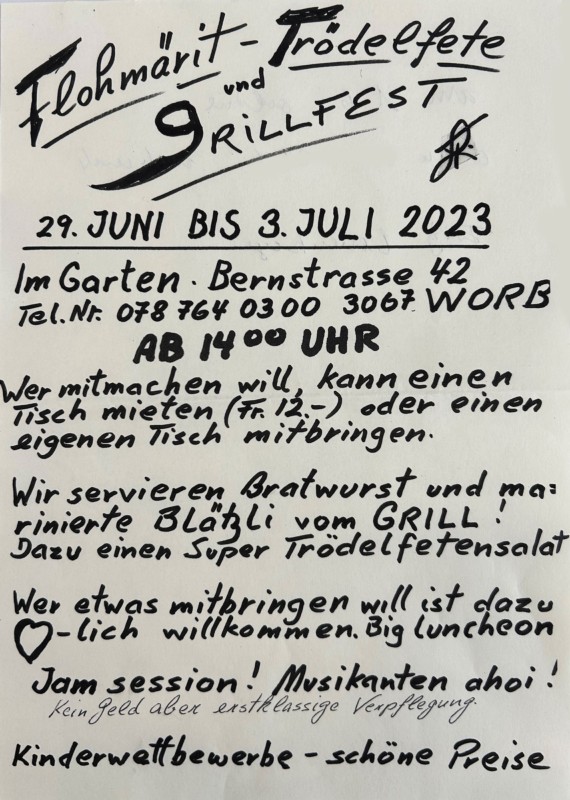 Flohmärit - Trödelfete
und
GRILLFEST
29. JUNI BIS 3. JULI 2023
Im Garten. Bernstrasse 42
Tel. Nr. 078 764 03 00 3067 WORB
AB 14 00 UHR
Wer mitmachen will, kann einen
Tisch mieten (Fr. 12.-) oder einen
eigenen Tisch mitbringen.
Wir servieren Bratwurst und ma=
rinierte Blätzli vom GRILL!
Dazu einen Super Trödelfetensalat
Wer etwas mitbringen will ist dazu
♡-lich willkommen. Big luncheon
Jam session! Musikanten ahoi!
Kein Geld aber erstklassige Verpflegung.
Kinderwettbewerbe - schöne Preise